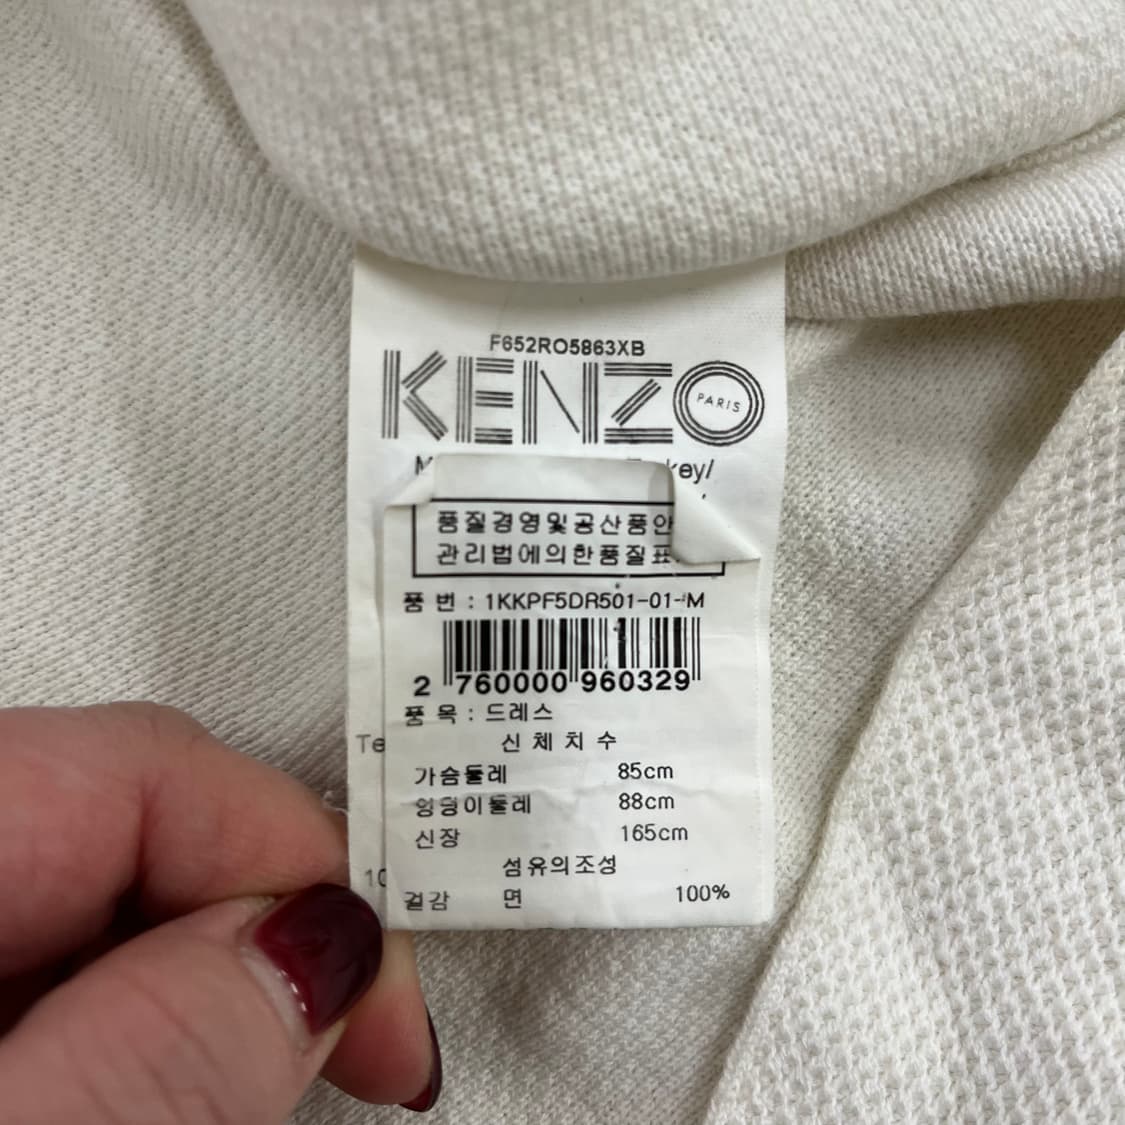 F652RO5863XB
KENZO
PARIS
품질경영및공산품안
관리법에의한품질표
품 번 : 1KKPF5DR501-01-M
2 760000 960329
품 목 : 드레스
신 체 치 수
가슴둘레 85cm
엉덩이둘레 88cm
신장 165cm
섬유의조성
겉감 면 100%